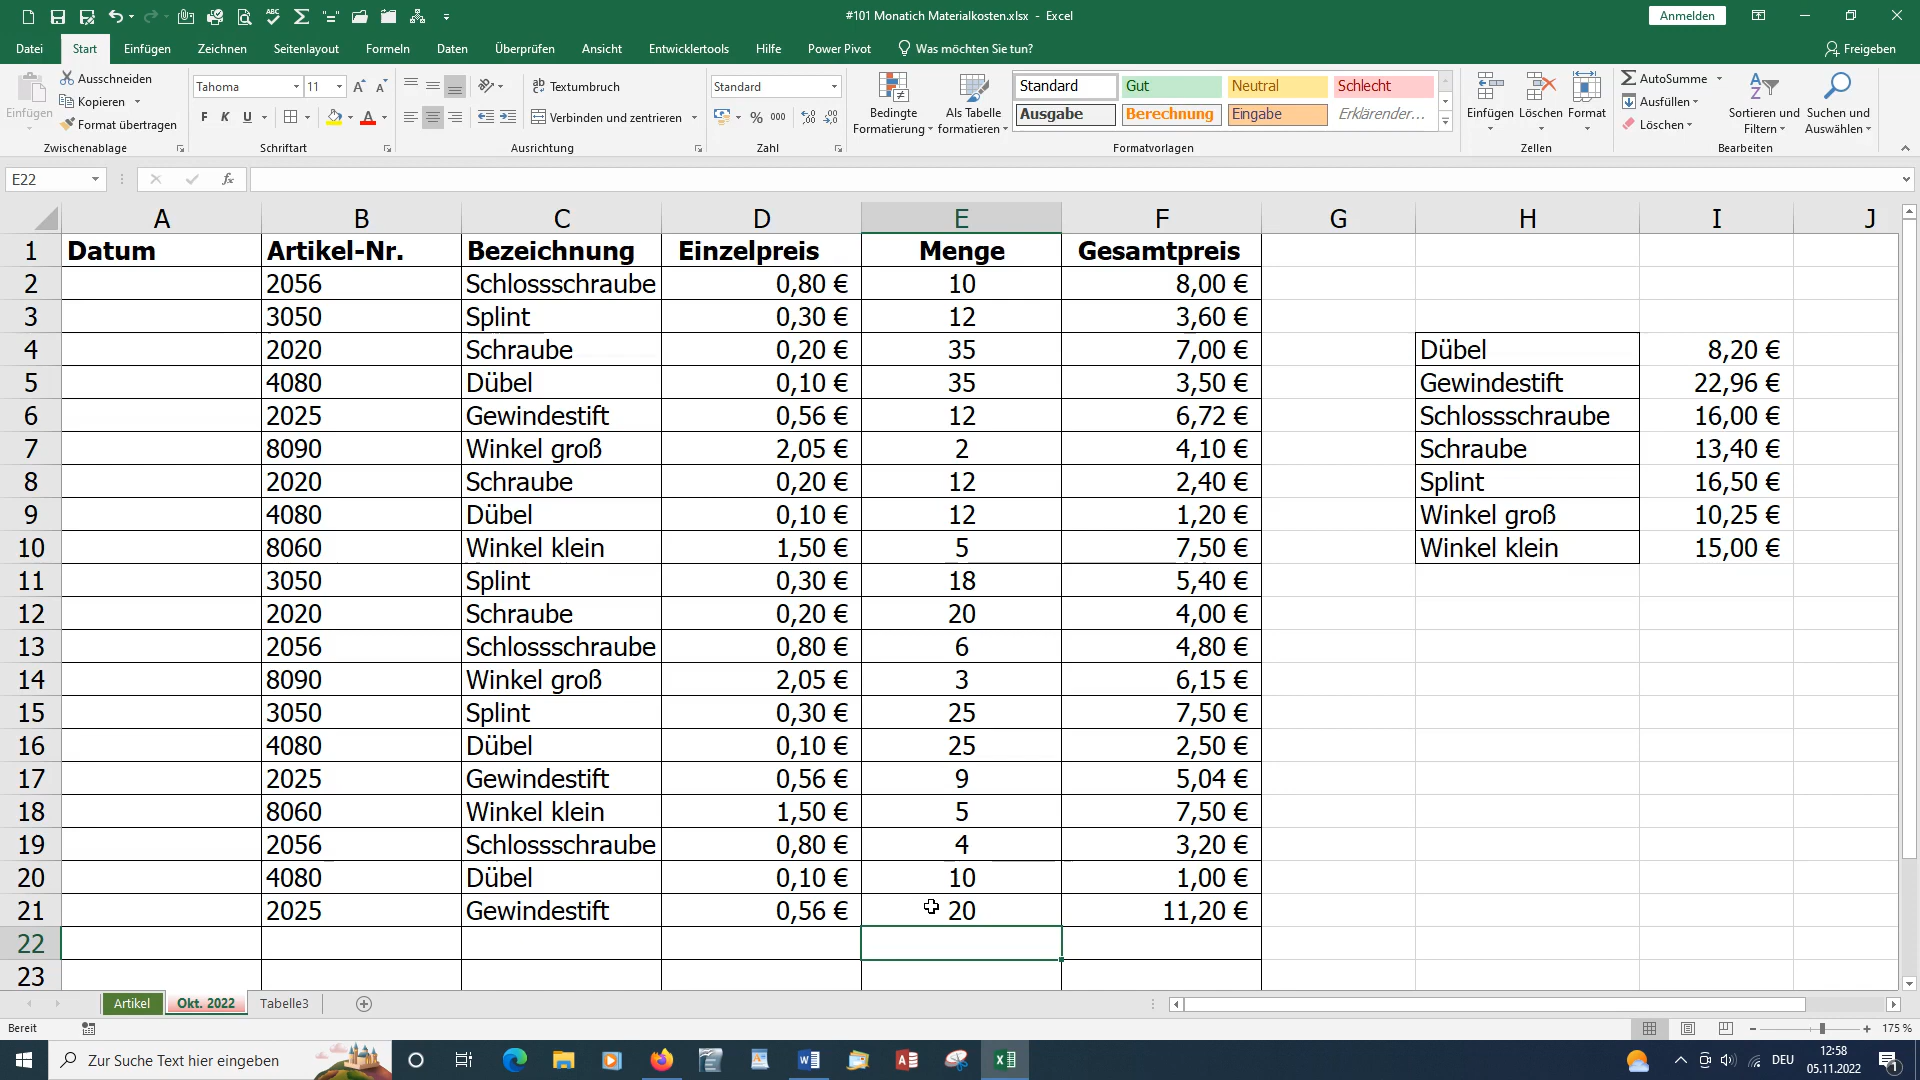 #101 Monatich Materialkosten.xlsx - Excel
Anmelden
Datei Start Einfügen Zeichnen Seitenlayout Formeln Daten Überprüfen Ansicht Entwicklertools Hilfe Power Pivot Was möchten Sie tun? Freigeben
Einfügen
Ausschneiden
Kopieren
Format übertragen
Zwischenablage
Tahoma 11
F K U
Schriftart
Textumbruch
Verbinden und zentrieren
Ausrichtung
Standard
% 000
Zahl
Bedingte Formatierung
Als Tabelle formatieren
Standard Gut Neutral Schlecht
Ausgabe Berechnung Eingabe Erklärender...
Formatvorlagen
Einfügen Löschen Format
Zellen
AutoSumme
Ausfüllen
Löschen
Sortieren und Filtern
Suchen und Auswählen
Bearbeiten
E22 fx
A B C D E F G H I J
1 Datum Artikel-Nr. Bezeichnung Einzelpreis Menge Gesamtpreis
2 2056 Schlossschraube 0,80 € 10 8,00 €
3 3050 Splint 0,30 € 12 3,60 €
4 2020 Schraube 0,20 € 35 7,00 € Dübel 8,20 €
5 4080 Dübel 0,10 € 35 3,50 € Gewindestift 22,96 €
6 2025 Gewindestift 0,56 € 12 6,72 € Schlossschraube 16,00 €
7 8090 Winkel groß 2,05 € 2 4,10 € Schraube 13,40 €
8 2020 Schraube 0,20 € 12 2,40 € Splint 16,50 €
9 4080 Dübel 0,10 € 12 1,20 € Winkel groß 10,25 €
10 8060 Winkel klein 1,50 € 5 7,50 € Winkel klein 15,00 €
11 3050 Splint 0,30 € 18 5,40 €
12 2020 Schraube 0,20 € 20 4,00 €
13 2056 Schlossschraube 0,80 € 6 4,80 €
14 8090 Winkel groß 2,05 € 3 6,15 €
15 3050 Splint 0,30 € 25 7,50 €
16 4080 Dübel 0,10 € 25 2,50 €
17 2025 Gewindestift 0,56 € 9 5,04 €
18 8060 Winkel klein 1,50 € 5 7,50 €
19 2056 Schlossschraube 0,80 € 4 3,20 €
20 4080 Dübel 0,10 € 10 1,00 €
21 2025 Gewindestift 0,56 € 20 11,20 €
22
23
Artikel Okt. 2022 Tabelle3
Bereit 175 %
Zur Suche Text hier eingeben
DEU
12:58
05.11.2022
1